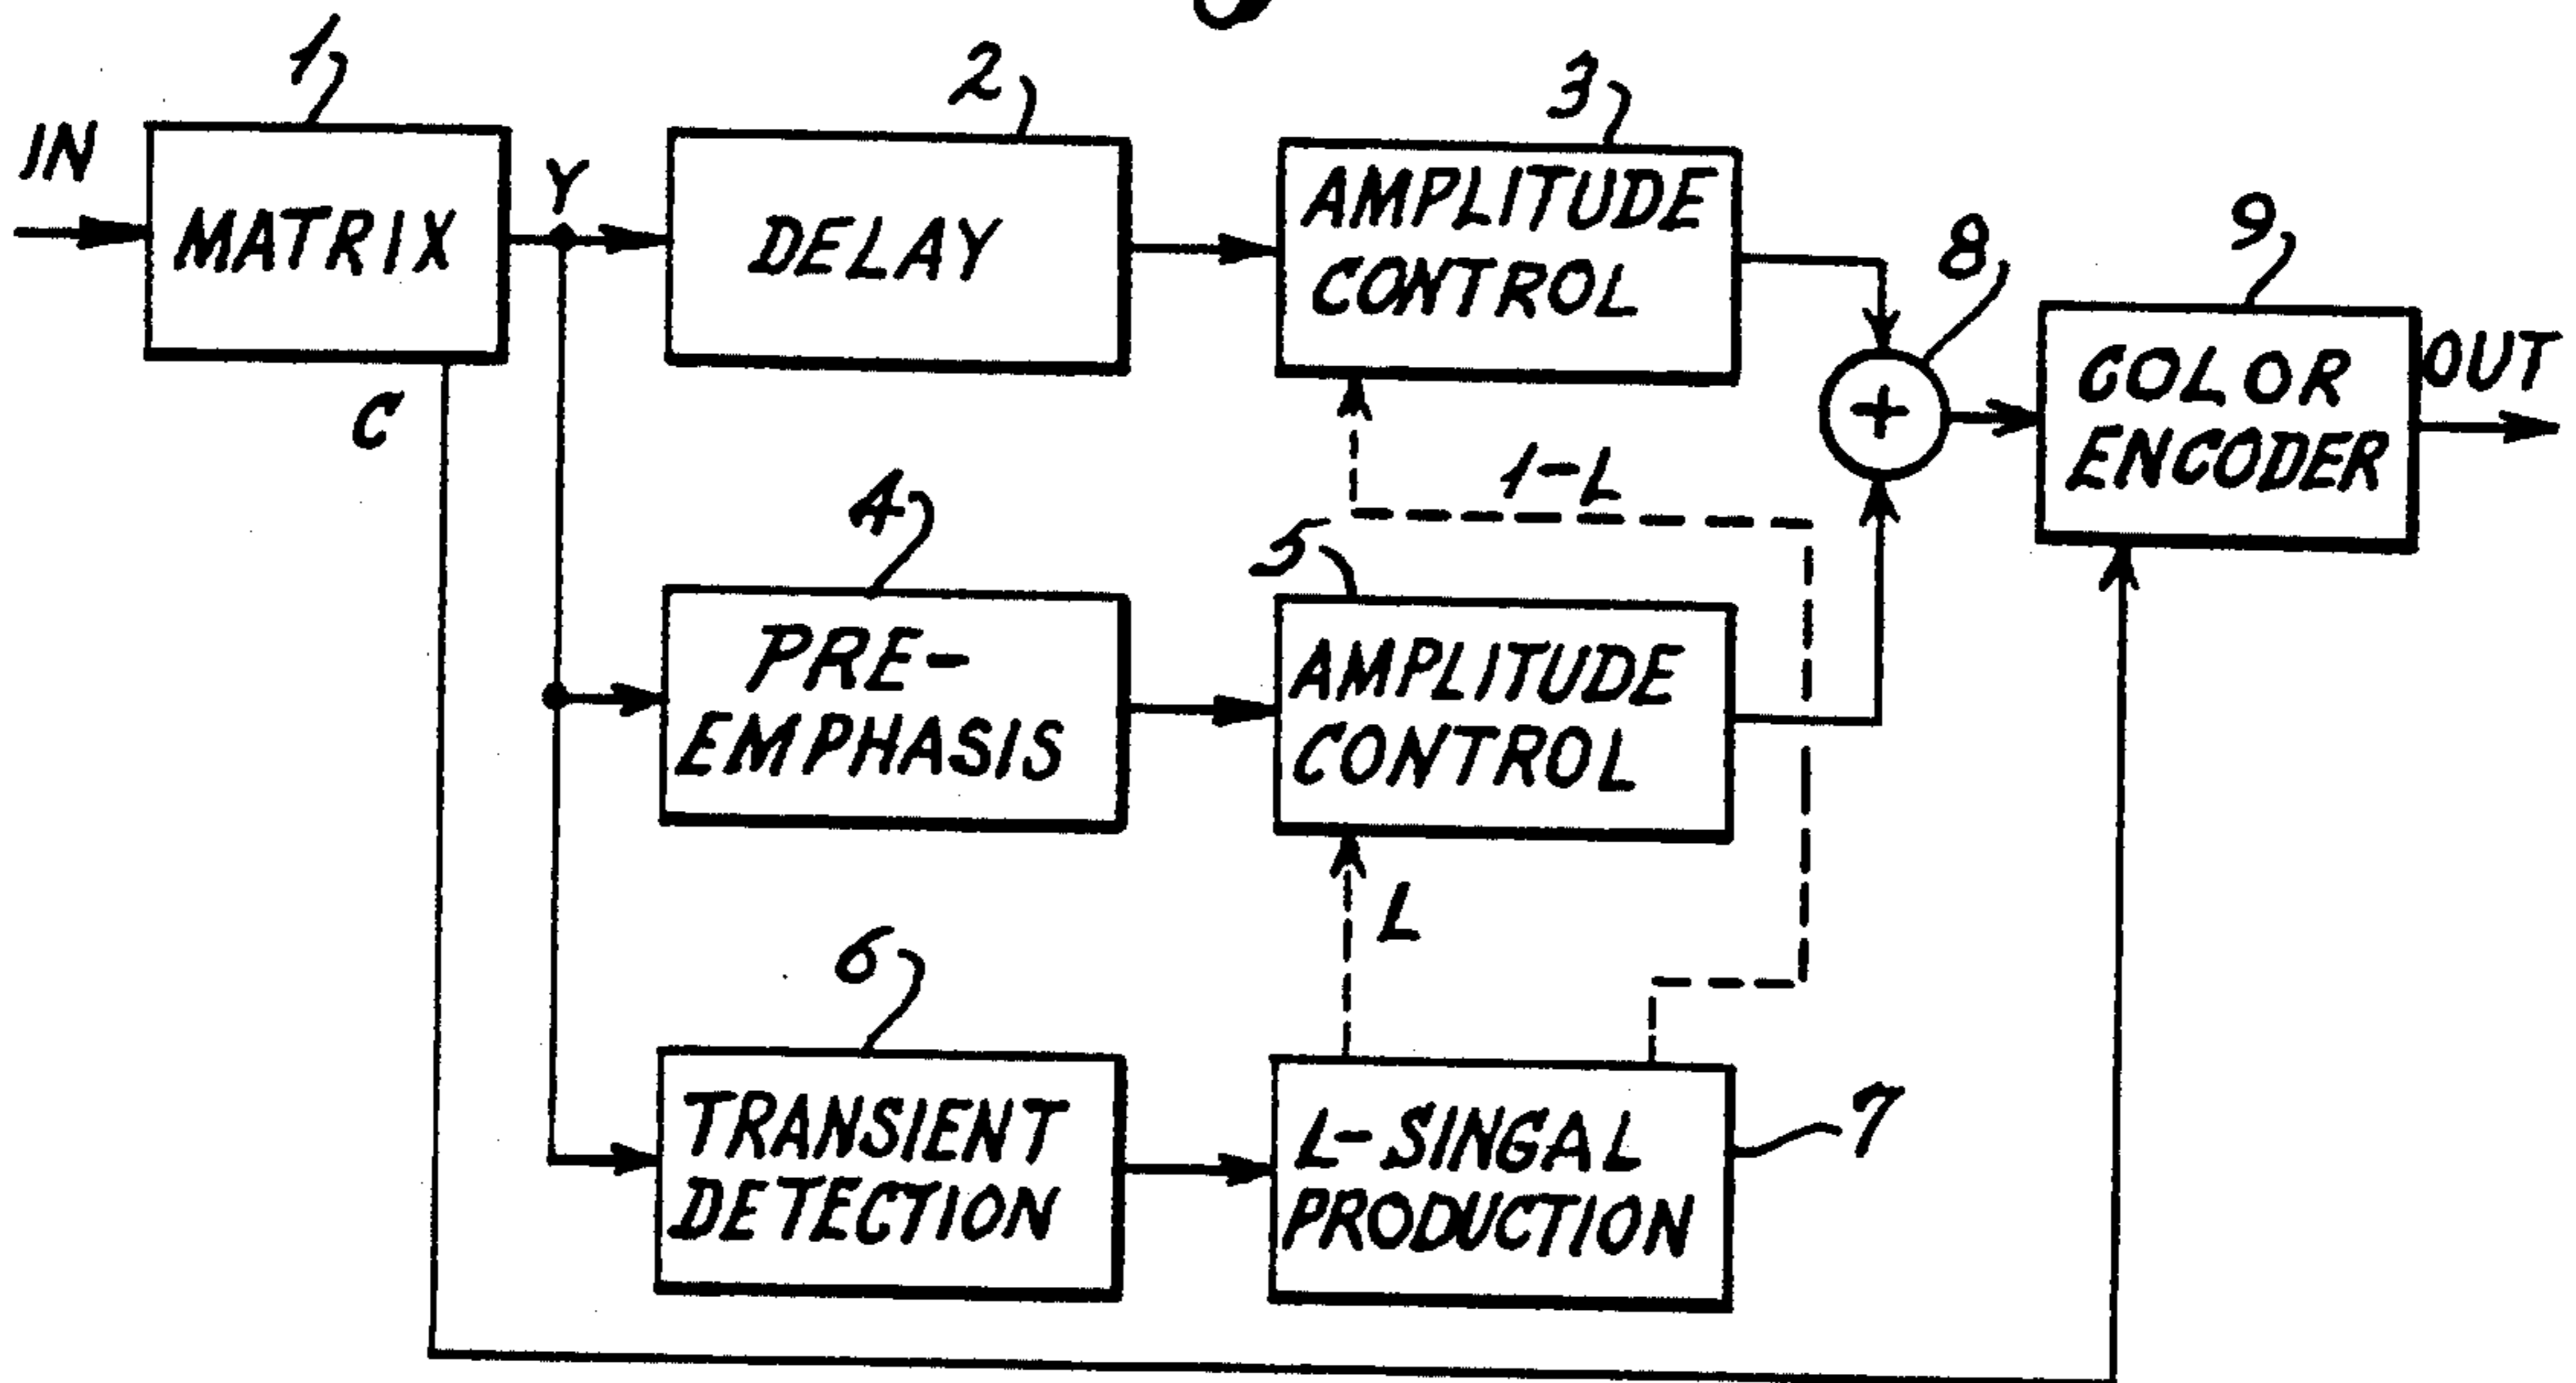 1
2
3
IN
MATRIX
Y
DELAY
AMPLITUDE
CONTROL
8
9
C
COLOR
ENCODER
OUT
+
1-L
4
5
PRE-
EMPHASIS
AMPLITUDE
CONTROL
L
6
TRANSIENT
DETECTION
L-SINGAL
PRODUCTION
7